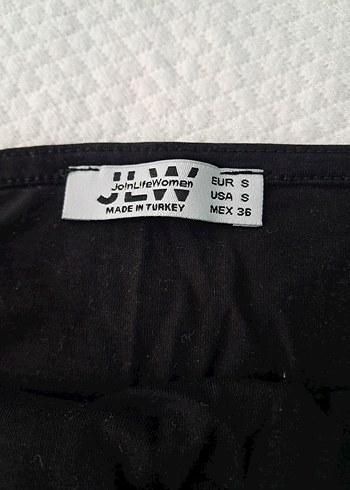 JLW
JoinLifeWomen
MADE IN TURKEY
EUR S
USA S
MEX 36